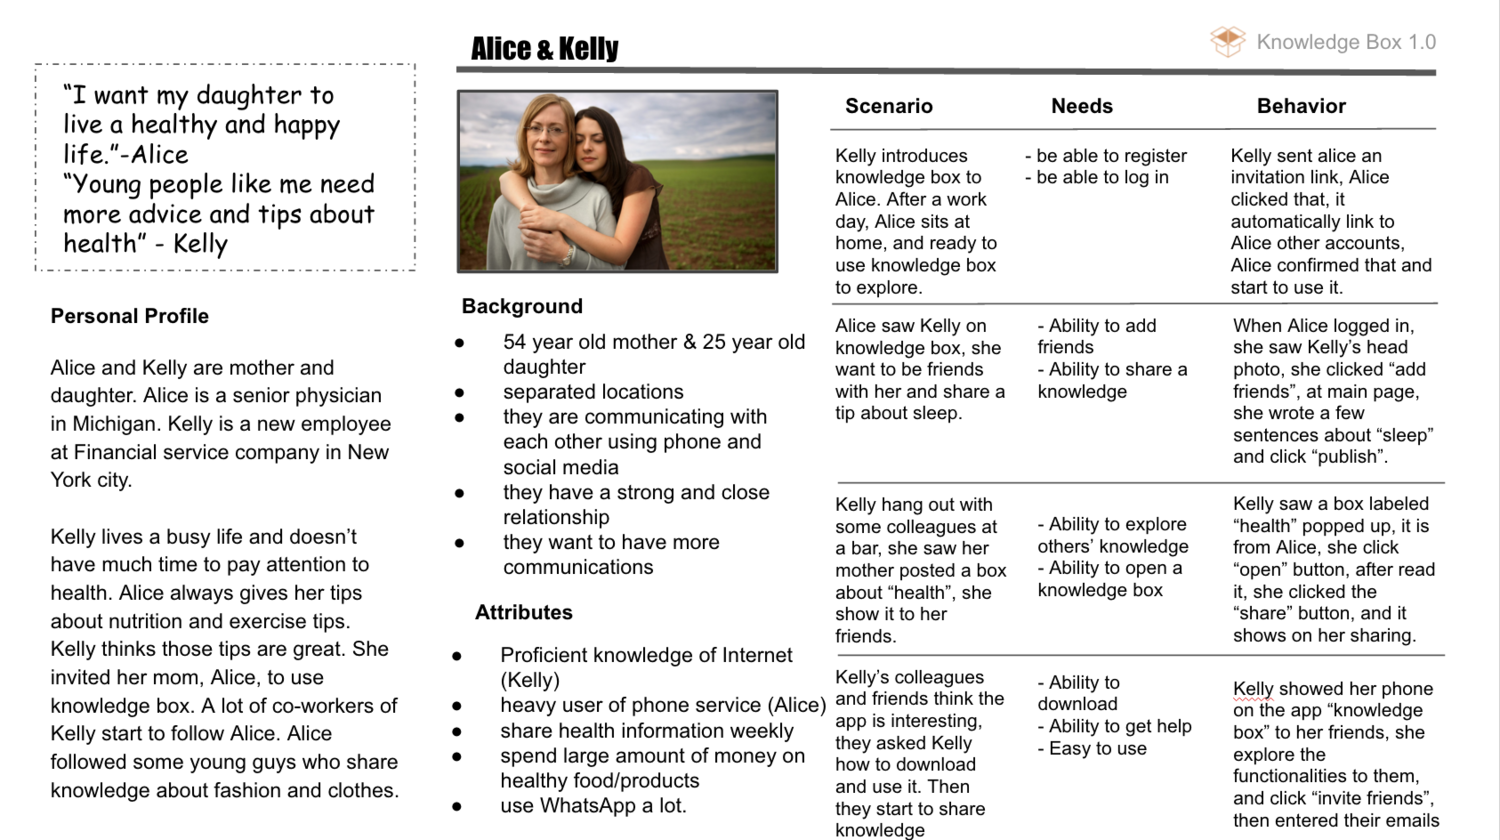 Alice & Kelly
Knowledge Box 1.0
“I want my daughter to
live a healthy and happy
life.”-Alice
“Young people like me need
more advice and tips about
health” - Kelly
Personal Profile
Alice and Kelly are mother and
daughter. Alice is a senior physician
in Michigan. Kelly is a new employee
at Financial service company in New
York city.
Kelly lives a busy life and doesn’t
have much time to pay attention to
health. Alice always gives her tips
about nutrition and exercise tips.
Kelly thinks those tips are great. She
invited her mom, Alice, to use
knowledge box. A lot of co-workers of
Kelly start to follow Alice. Alice
followed some young guys who share
knowledge about fashion and clothes.
Background
● 54 year old mother & 25 year old
daughter
● separated locations
● they are communicating with
each other using phone and
social media
● they have a strong and close
relationship
● they want to have more
communications
Attributes
● Proficient knowledge of Internet
(Kelly)
● heavy user of phone service (Alice)
● share health information weekly
● spend large amount of money on
healthy food/products
● use WhatsApp a lot.
Scenario
Needs
Behavior
Kelly introduces
knowledge box to
Alice. After a work
day, Alice sits at
home, and ready to
use knowledge box
to explore.
- be able to register
- be able to log in
Kelly sent alice an
invitation link, Alice
clicked that, it
automatically link to
Alice other accounts,
Alice confirmed that and
start to use it.
Alice saw Kelly on
knowledge box, she
want to be friends
with her and share a
tip about sleep.
- Ability to add
friends
- Ability to share a
knowledge
When Alice logged in,
she saw Kelly’s head
photo, she clicked “add
friends”, at main page,
she wrote a few
sentences about “sleep”
and click “publish”.
Kelly hang out with
some colleagues at
a bar, she saw her
mother posted a box
about “health”, she
show it to her
friends.
- Ability to explore
others’ knowledge
- Ability to open a
knowledge box
Kelly saw a box labeled
“health” popped up, it is
from Alice, she click
“open” button, after read
it, she clicked the
“share” button, and it
shows on her sharing.
Kelly’s colleagues
and friends think the
app is interesting,
they asked Kelly
how to download
and use it. Then
they start to share
knowledge
- Ability to
download
- Ability to get help
- Easy to use
Kelly showed her phone
on the app “knowledge
box” to her friends, she
explore the
functionalities to them,
and click “invite friends”,
then entered their emails